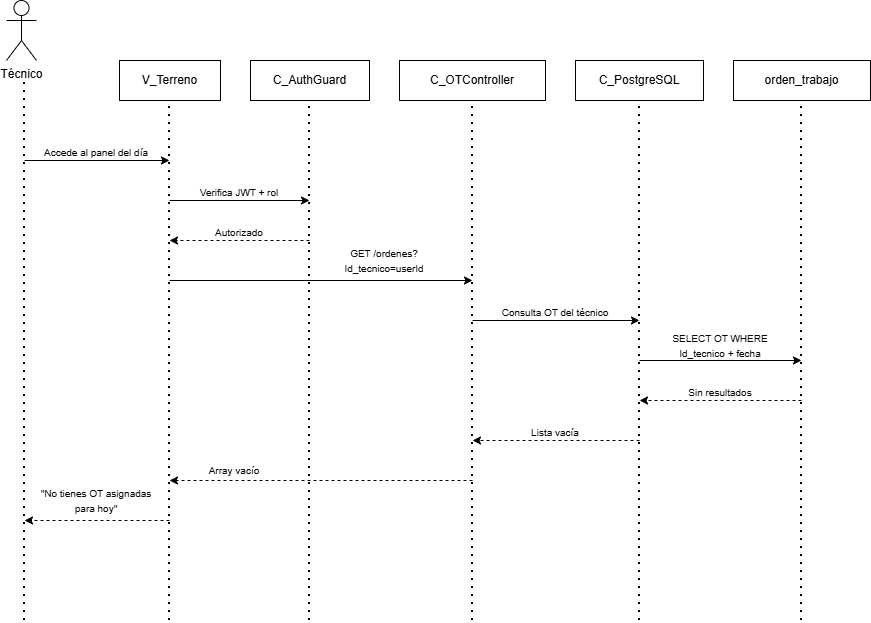 Técnico
V_Terreno
C_AuthGuard
C_OTController
C_PostgreSQL
orden_trabajo
Accede al panel del día
Verifica JWT + rol
Autorizado
GET /ordenes?
Id_tecnico=userId
Consulta OT del técnico
SELECT OT WHERE
Id_tecnico + fecha
Sin resultados
Lista vacía
Array vacío
"No tienes OT asignadas
para hoy"